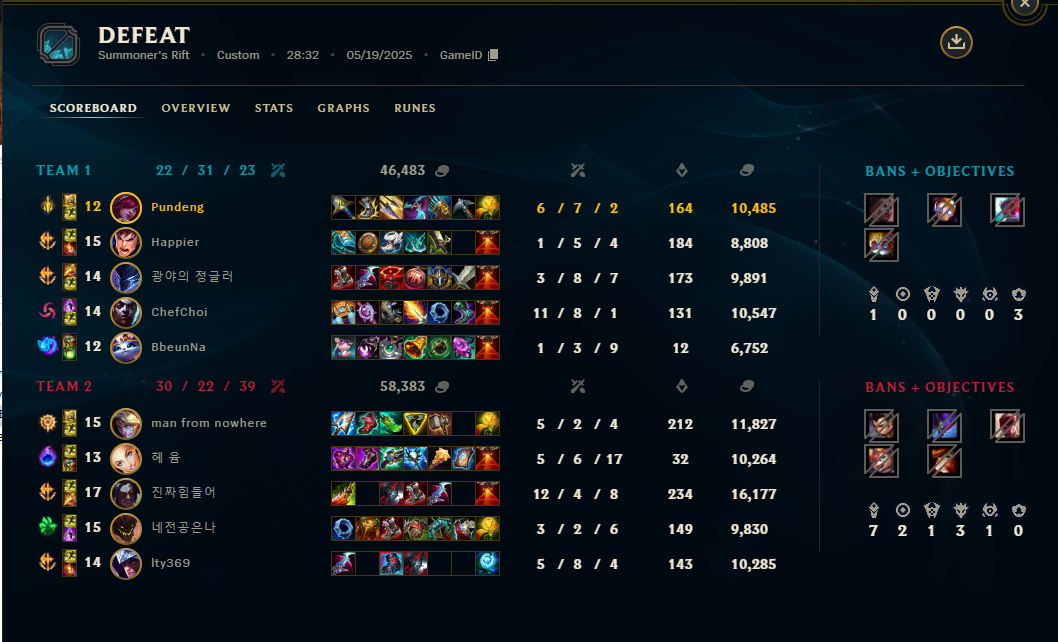 DEFEAT
Summoner's Rift • Custom • 28:32 • 05/19/2025 • GameID
SCOREBOARD OVERVIEW STATS GRAPHS RUNES
TEAM 1 22 / 31 / 23 46,483 BANS + OBJECTIVES
12 Pundeng 6 / 7 / 2 164 10,485
15 Happier 1 / 5 / 4 184 8,808
14 광야의 정글러 3 / 8 / 7 173 9,891
14 ChefChoi 11 / 8 / 1 131 10,547
1 0 0 0 0 3
12 BbeunNa 1 / 3 / 9 12 6,752
TEAM 2 30 / 22 / 39 58,383 BANS + OBJECTIVES
15 man from nowhere 5 / 2 / 4 212 11,827
13 헤 윰 5 / 6 / 17 32 10,264
17 진짜힘들어 12 / 4 / 8 234 16,177
15 네전공은나 3 / 2 / 6 149 9,830
7 2 1 3 1 0
14 lty369 5 / 8 / 4 143 10,285